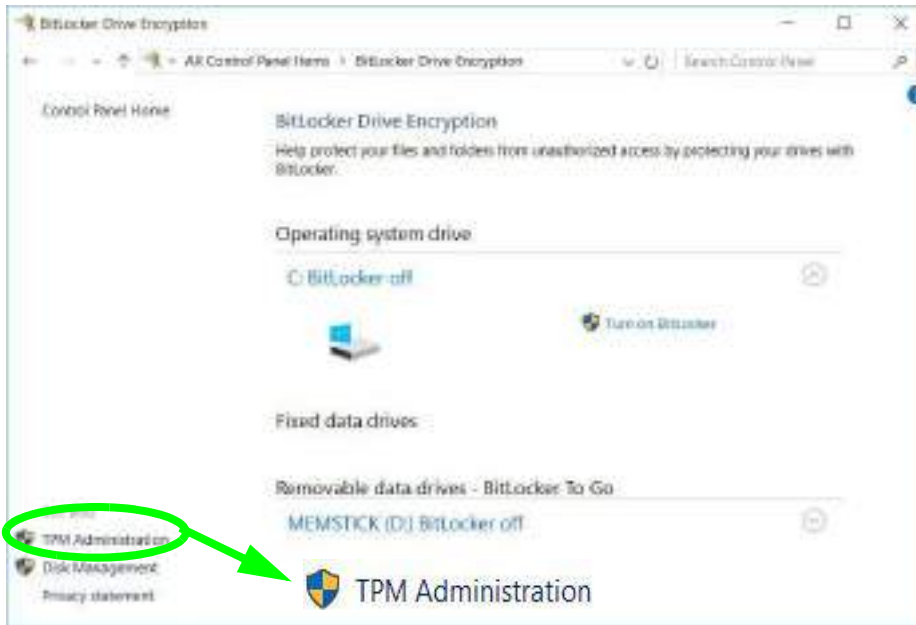 BitLocker Drive Encryption
All Control Panel Items › BitLocker Drive Encryption
Search Control Panel
Control Panel Home
BitLocker Drive Encryption
Help protect your files and folders from unauthorized access by protecting your drives with
BitLocker.
Operating system drive
C: BitLocker off
Turn on BitLocker
Fixed data drives
Removable data drives - BitLocker To Go
MEMSTICK (D:) BitLocker off
TPM Administration
Disk Management
Privacy statement
TPM Administration